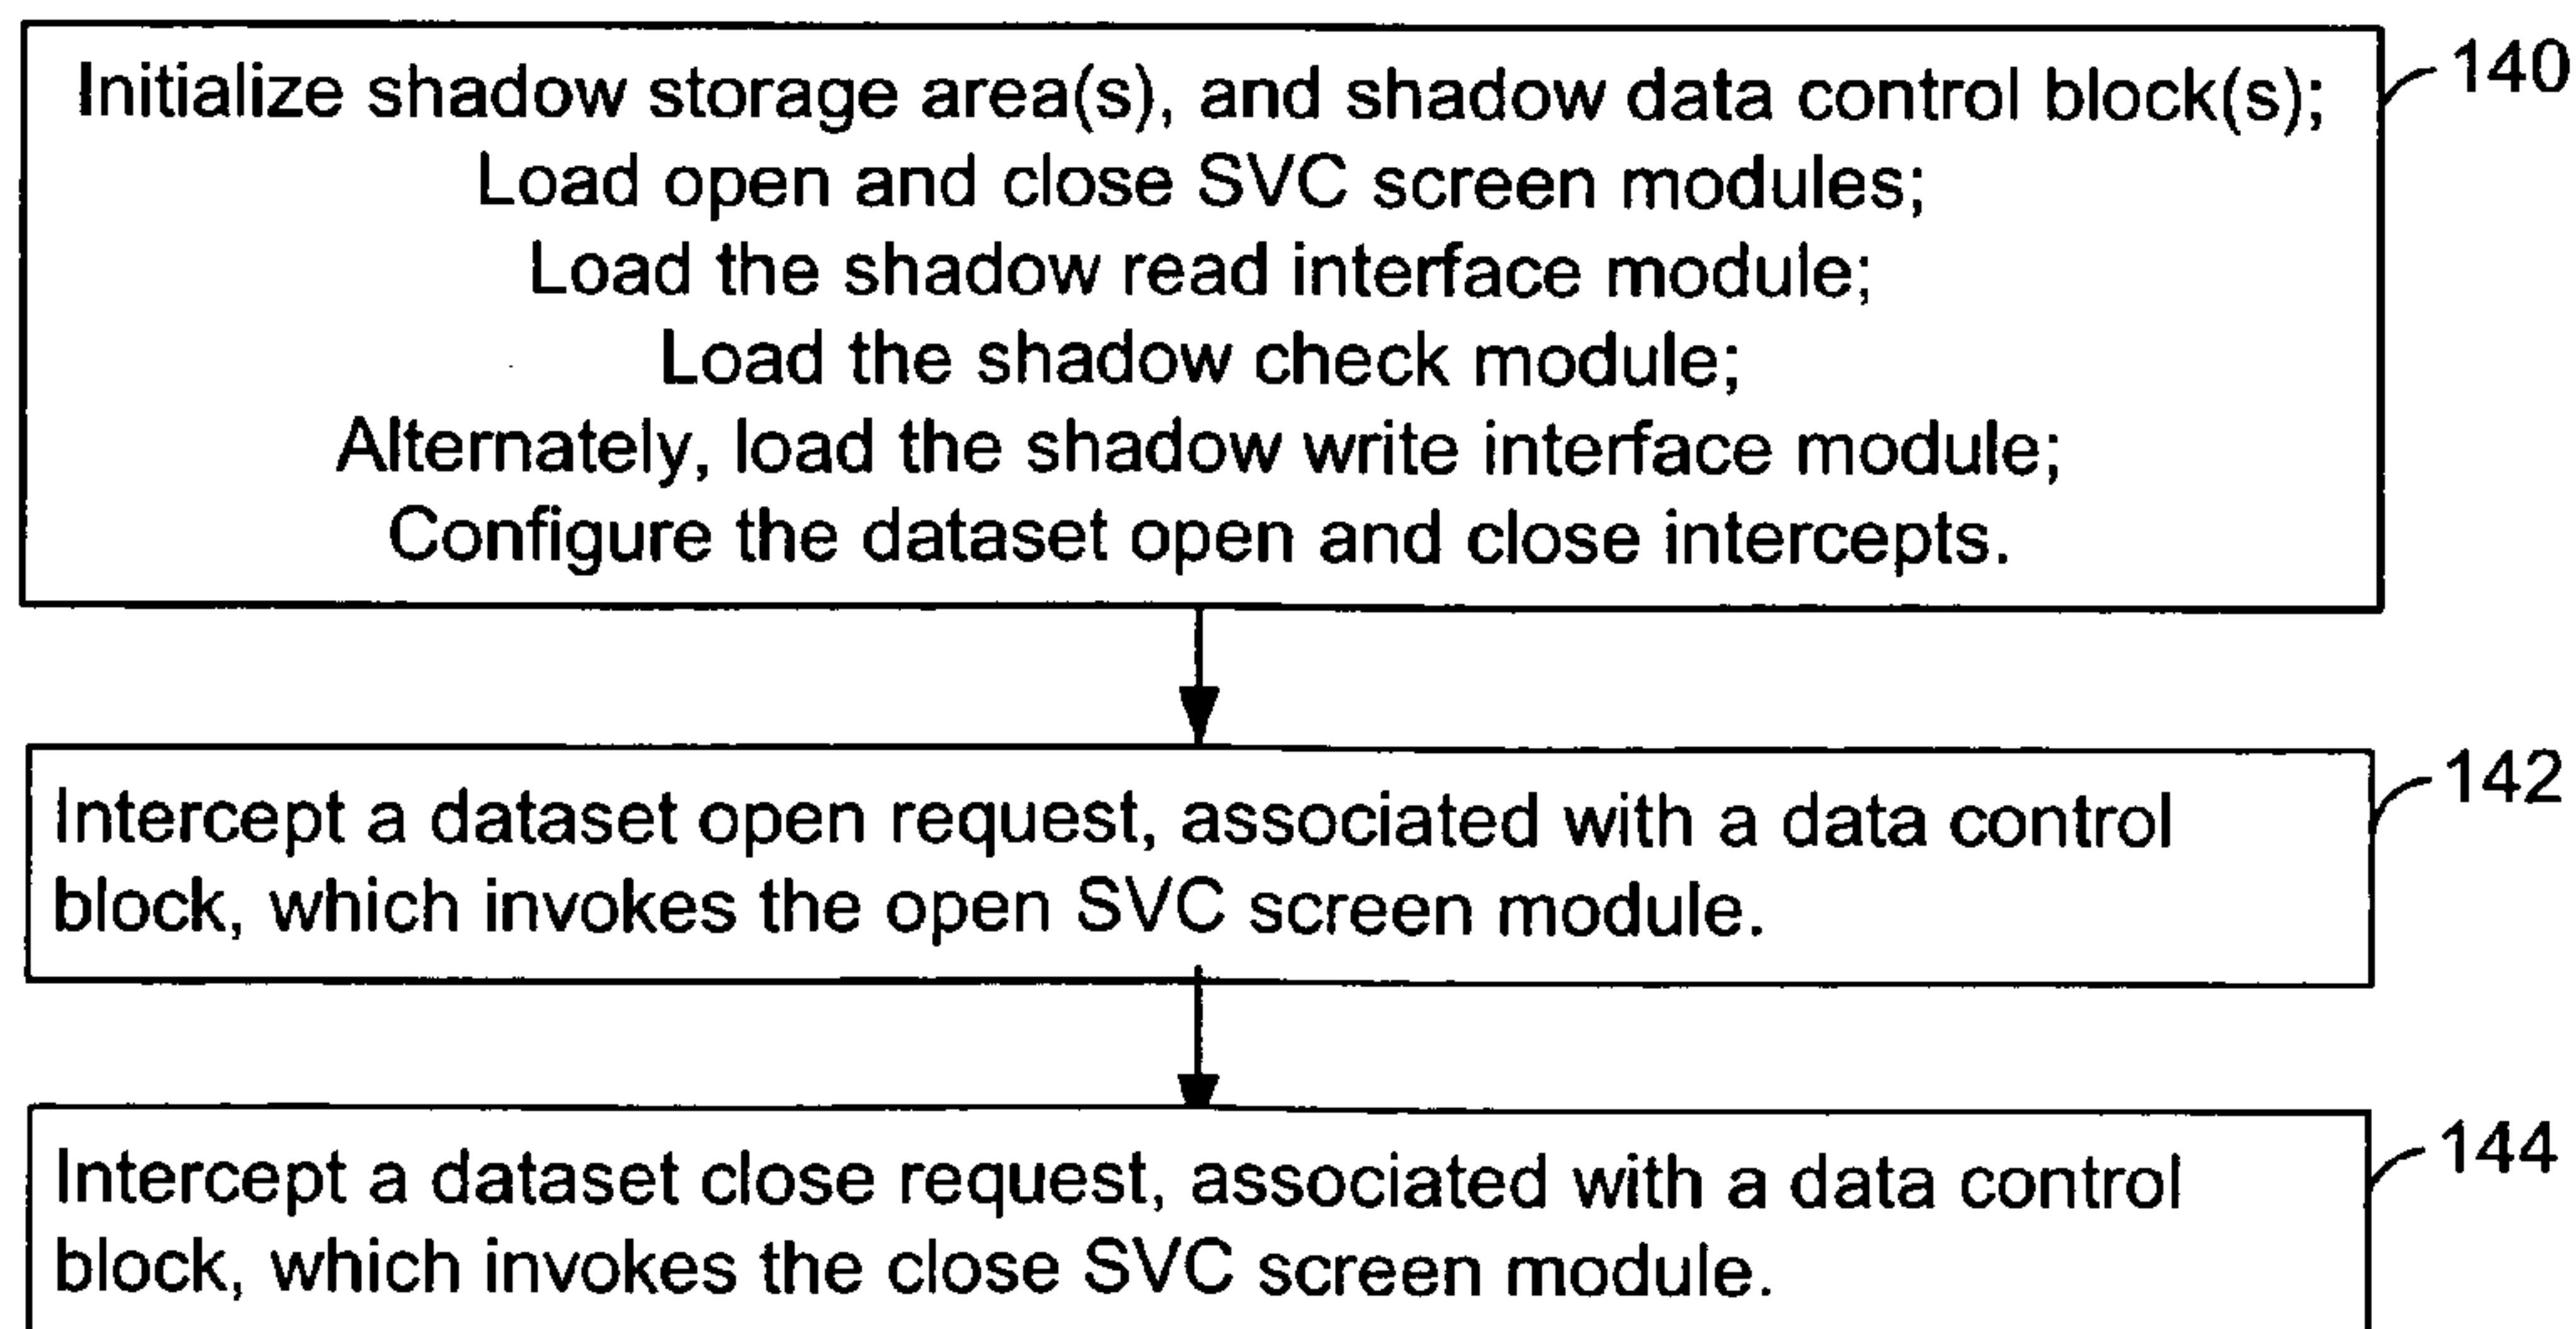 Initialize shadow storage area(s), and shadow data control block(s);
140
Load open and close SVC screen modules;
Load the shadow read interface module;
Load the shadow check module;
Alternately, load the shadow write interface module;
Configure the dataset open and close intercepts.
142
Intercept a dataset open request, associated with a data control
block, which invokes the open SVC screen module.
144
Intercept a dataset close request, associated with a data control
block, which invokes the close SVC screen module.